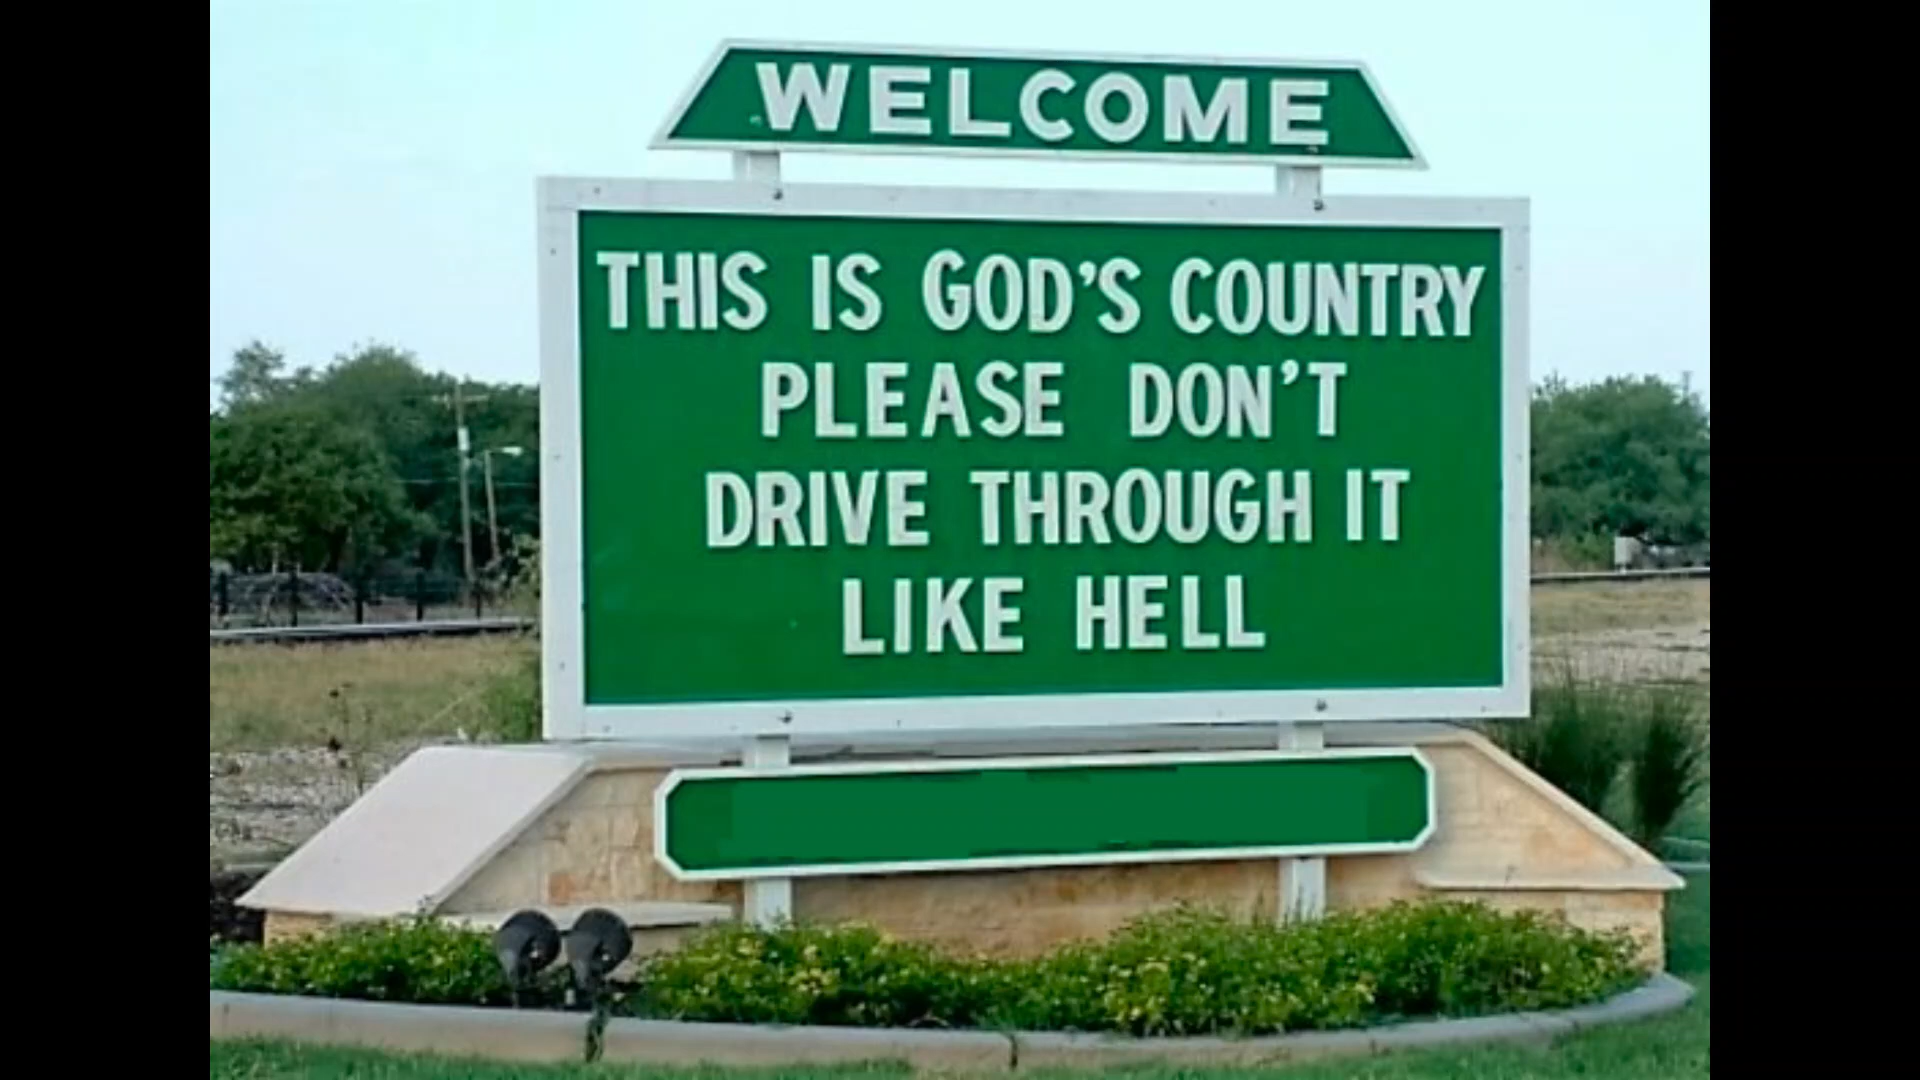 WELCOME
THIS IS GOD'S COUNTRY
PLEASE DON'T
DRIVE THROUGH IT
LIKE HELL